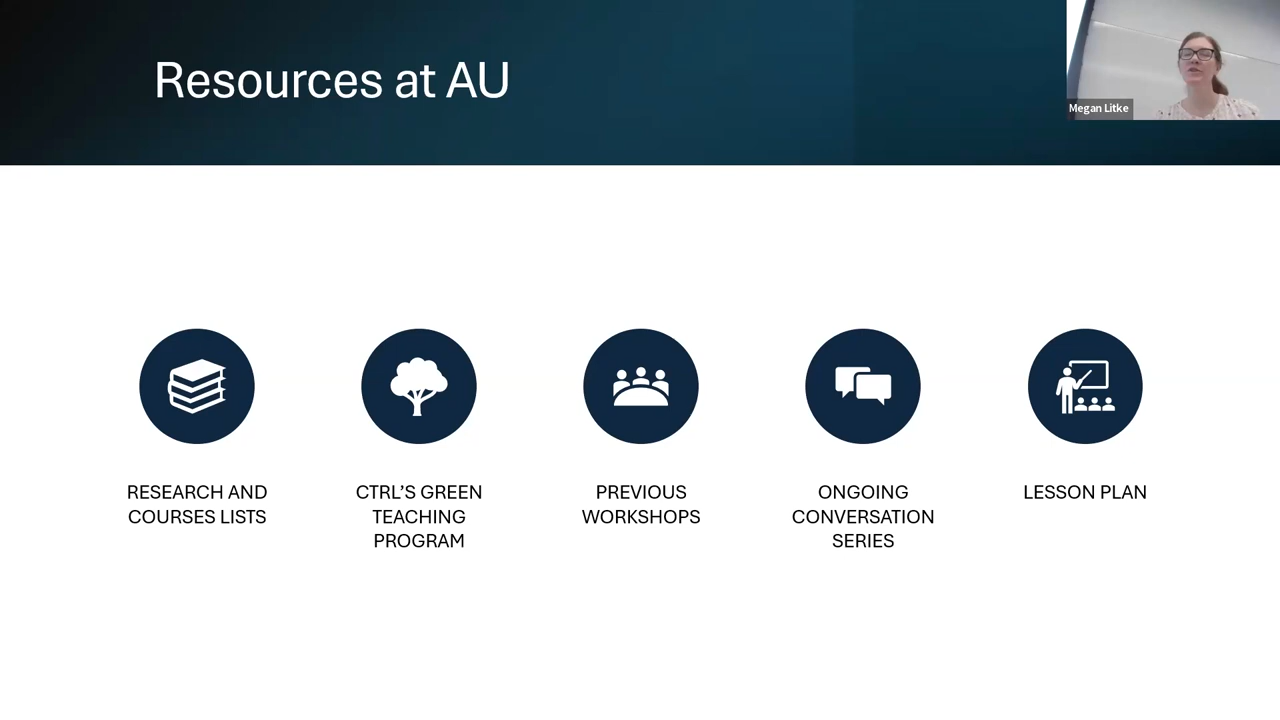 Resources at AU
Megan Litke
RESEARCH AND
COURSES LISTS
CTRL’S GREEN
TEACHING
PROGRAM
PREVIOUS
WORKSHOPS
ONGOING
CONVERSATION
SERIES
LESSON PLAN